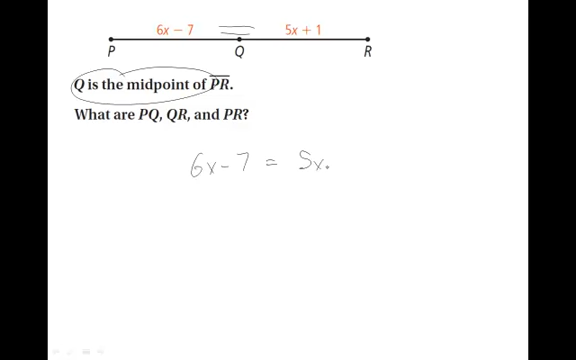 6x − 7 5x + 1
P Q R
Q is the midpoint of PR.
What are PQ, QR, and PR?
6x - 7 = 5x